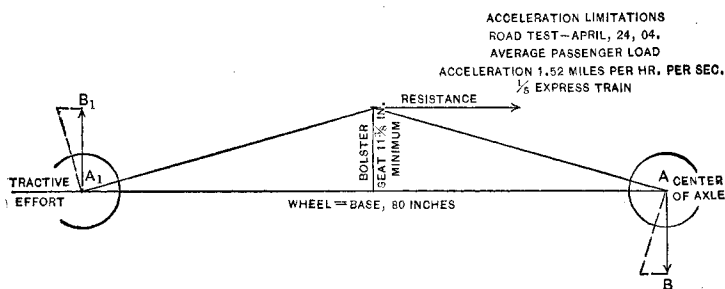 ACCELERATION LIMITATIONS
ROAD TEST—APRIL, 24, 04.
AVERAGE PASSENGER LOAD
ACCELERATION 1.52 MILES PER HR. PER SEC.
⅕ EXPRESS TRAIN
B1
RESISTANCE
BOLSTER
SEAT 11⅝ IN.
MINIMUM
A1
TRACTIVE
EFFORT
A CENTER
OF AXLE
WHEEL=BASE, 80 INCHES
B